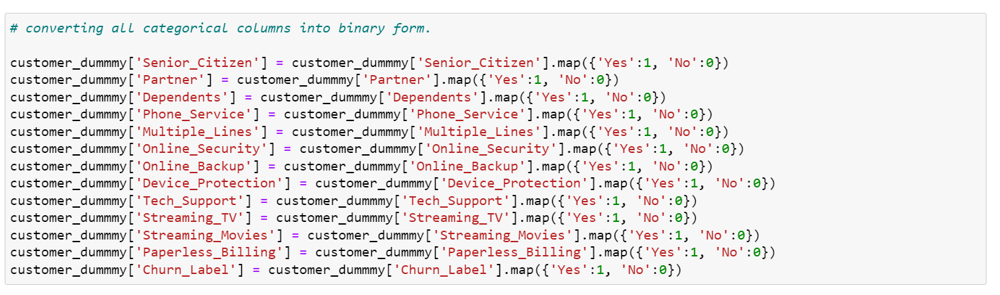 # converting all categorical columns into binary form.
customer_dummmy['Senior_Citizen'] = customer_dummmy['Senior_Citizen'].map({'Yes':1, 'No':0})
customer_dummmy['Partner'] = customer_dummmy['Partner'].map({'Yes':1, 'No':0})
customer_dummmy['Dependents'] = customer_dummmy['Dependents'].map({'Yes':1, 'No':0})
customer_dummmy['Phone_Service'] = customer_dummmy['Phone_Service'].map({'Yes':1, 'No':0})
customer_dummmy['Multiple_Lines'] = customer_dummmy['Multiple_Lines'].map({'Yes':1, 'No':0})
customer_dummmy['Online_Security'] = customer_dummmy['Online_Security'].map({'Yes':1, 'No':0})
customer_dummmy['Online_Backup'] = customer_dummmy['Online_Backup'].map({'Yes':1, 'No':0})
customer_dummmy['Device_Protection'] = customer_dummmy['Device_Protection'].map({'Yes':1, 'No':0})
customer_dummmy['Tech_Support'] = customer_dummmy['Tech_Support'].map({'Yes':1, 'No':0})
customer_dummmy['Streaming_TV'] = customer_dummmy['Streaming_TV'].map({'Yes':1, 'No':0})
customer_dummmy['Streaming_Movies'] = customer_dummmy['Streaming_Movies'].map({'Yes':1, 'No':0})
customer_dummmy['Paperless_Billing'] = customer_dummmy['Paperless_Billing'].map({'Yes':1, 'No':0})
customer_dummmy['Churn_Label'] = customer_dummmy['Churn_Label'].map({'Yes':1, 'No':0})